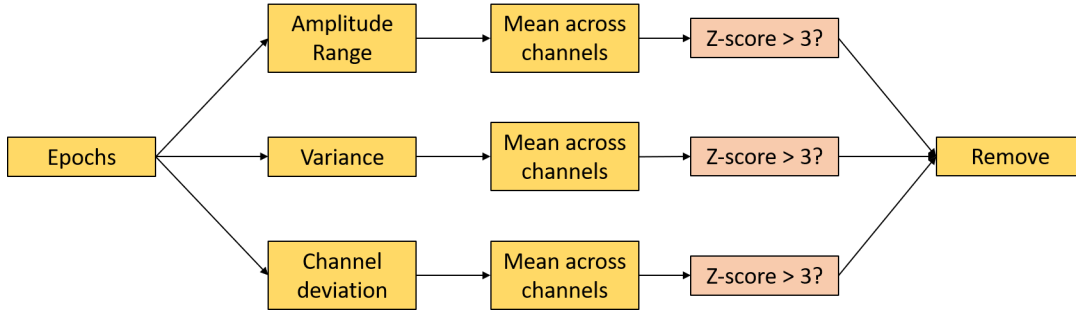 Epochs
Amplitude
Range
Mean across
channels
Z-score > 3?
Variance
Mean across
channels
Z-score > 3?
Channel
deviation
Mean across
channels
Z-score > 3?
Remove